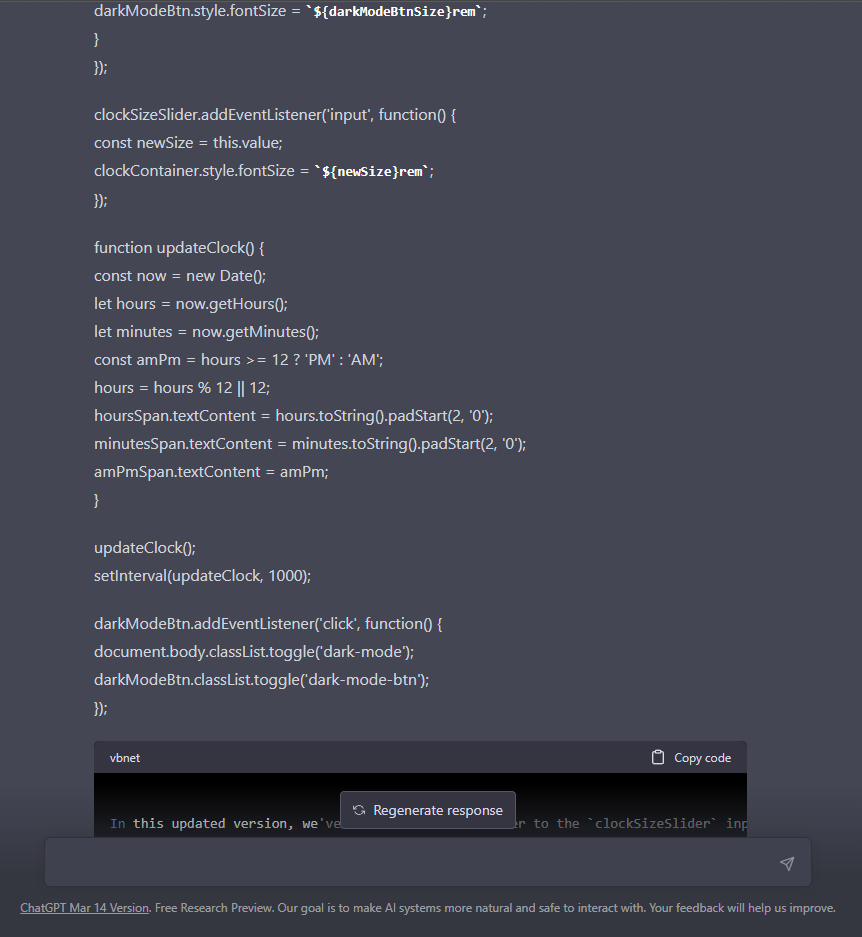 darkModeBtn.style.fontSize = `${darkModeBtnSize}rem`;
}
});
clockSizeSlider.addEventListener('input', function() {
const newSize = this.value;
clockContainer.style.fontSize = `${newSize}rem`;
});
function updateClock() {
const now = new Date();
let hours = now.getHours();
let minutes = now.getMinutes();
const amPm = hours >= 12 ? 'PM' : 'AM';
hours = hours % 12 || 12;
hoursSpan.textContent = hours.toString().padStart(2, '0');
minutesSpan.textContent = minutes.toString().padStart(2, '0');
amPmSpan.textContent = amPm;
}
updateClock();
setInterval(updateClock, 1000);
darkModeBtn.addEventListener('click', function() {
document.body.classList.toggle('dark-mode');
darkModeBtn.classList.toggle('dark-mode-btn');
});
vbnet Copy code
Regenerate response
In this updated version, we've er to the `clockSizeSlider` inp
ChatGPT Mar 14 Version. Free Research Preview. Our goal is to make AI systems more natural and safe to interact with. Your feedback will help us improve.